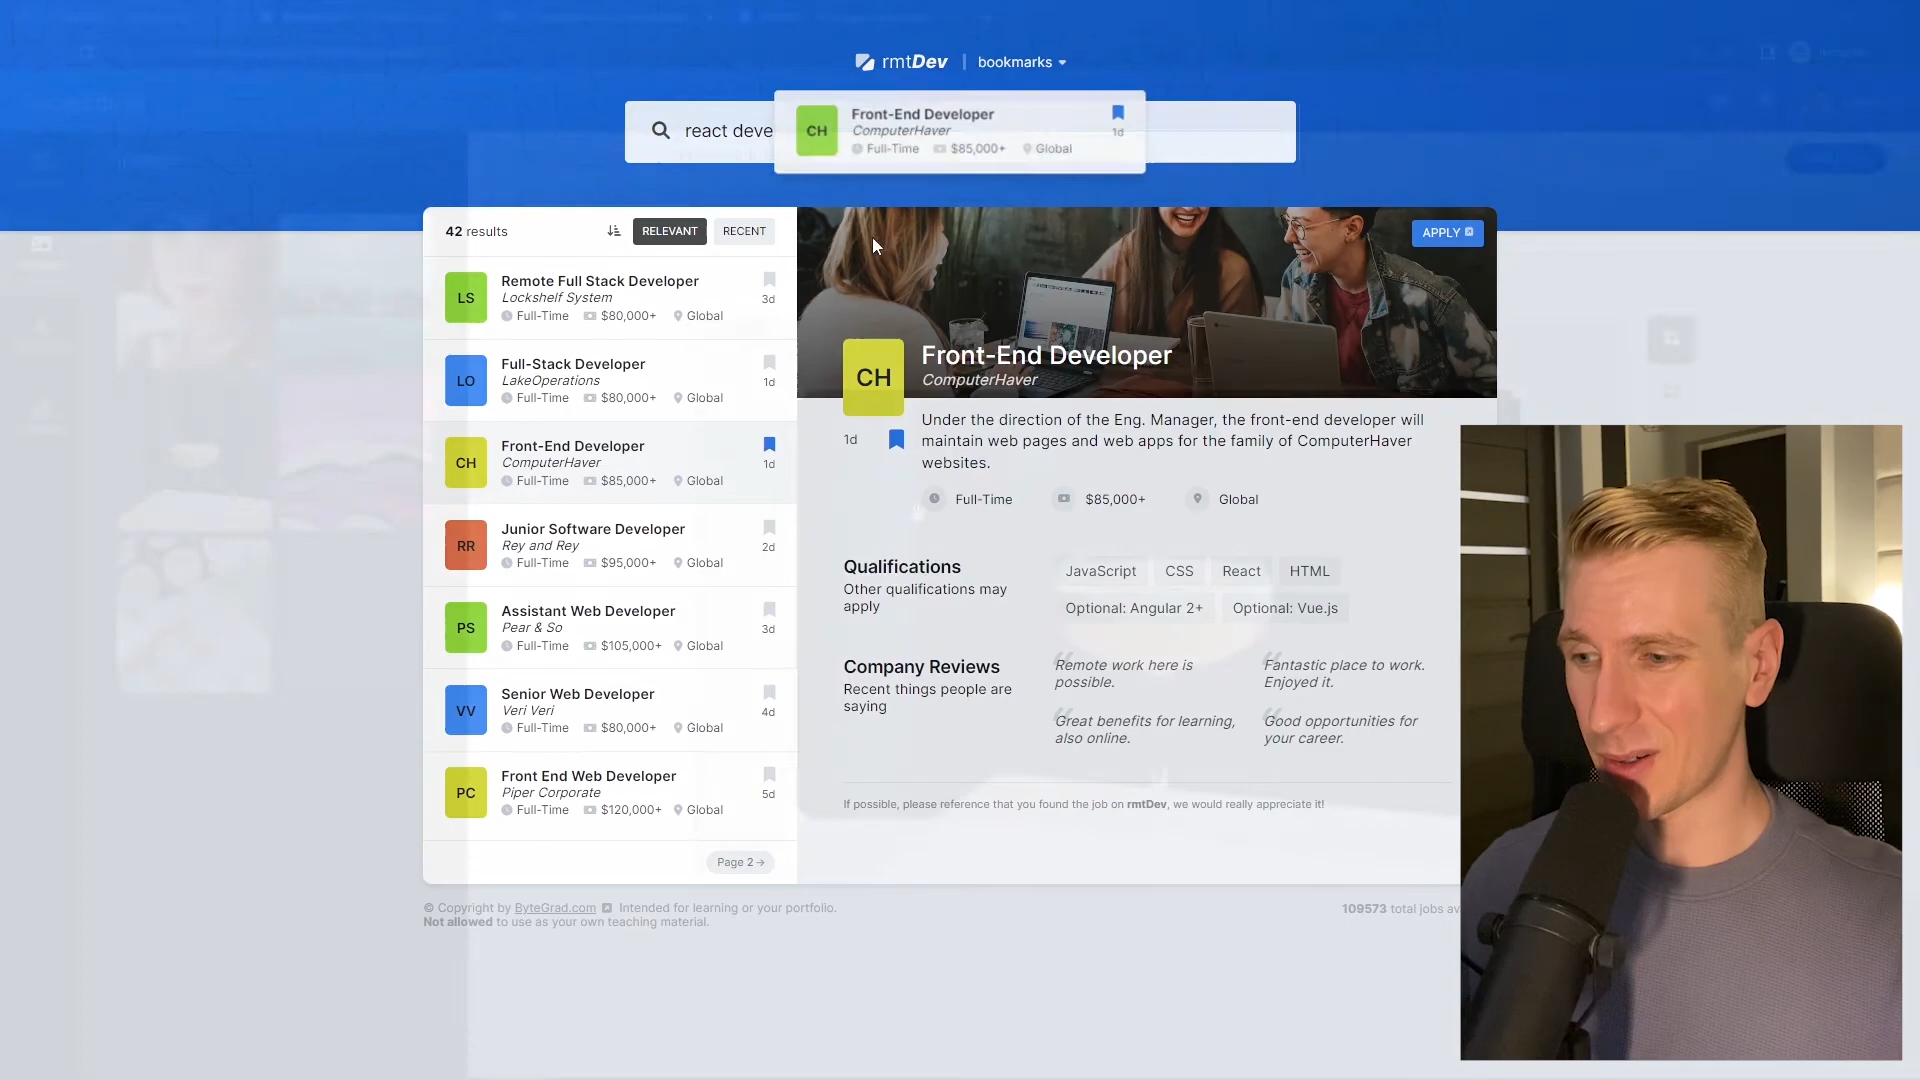 rmtDev | bookmarks
react deve
CH
Front-End Developer
ComputerHaver
Full-Time $85,000+ Global
1d
42 results
RELEVANT
RECENT
LS
Remote Full Stack Developer
Lockshelf System
Full-Time $80,000+ Global
3d
LO
Full-Stack Developer
LakeOperations
Full-Time $80,000+ Global
1d
CH
Front-End Developer
ComputerHaver
Full-Time $85,000+ Global
1d
RR
Junior Software Developer
Rey and Rey
Full-Time $95,000+ Global
2d
PS
Assistant Web Developer
Pear & So
Full-Time $105,000+ Global
3d
VV
Senior Web Developer
Veri Veri
Full-Time $80,000+ Global
4d
PC
Front End Web Developer
Piper Corporate
Full-Time $120,000+ Global
5d
Page 2 →
APPLY
CH
Front-End Developer
ComputerHaver
1d
Under the direction of the Eng. Manager, the front-end developer will
maintain web pages and web apps for the family of ComputerHaver
websites.
Full-Time $85,000+ Global
Qualifications
Other qualifications may
apply
JavaScript CSS React HTML
Optional: Angular 2+ Optional: Vue.js
Company Reviews
Recent things people are
saying
Remote work here is
possible.
Fantastic place to work.
Enjoyed it.
Great benefits for learning,
also online.
Good opportunities for
your career.
If possible, please reference that you found the job on rmtDev, we would really appreciate it!
© Copyright by ByteGrad.com Intended for learning or your portfolio.
Not allowed to use as your own teaching material.
109573 total jobs av